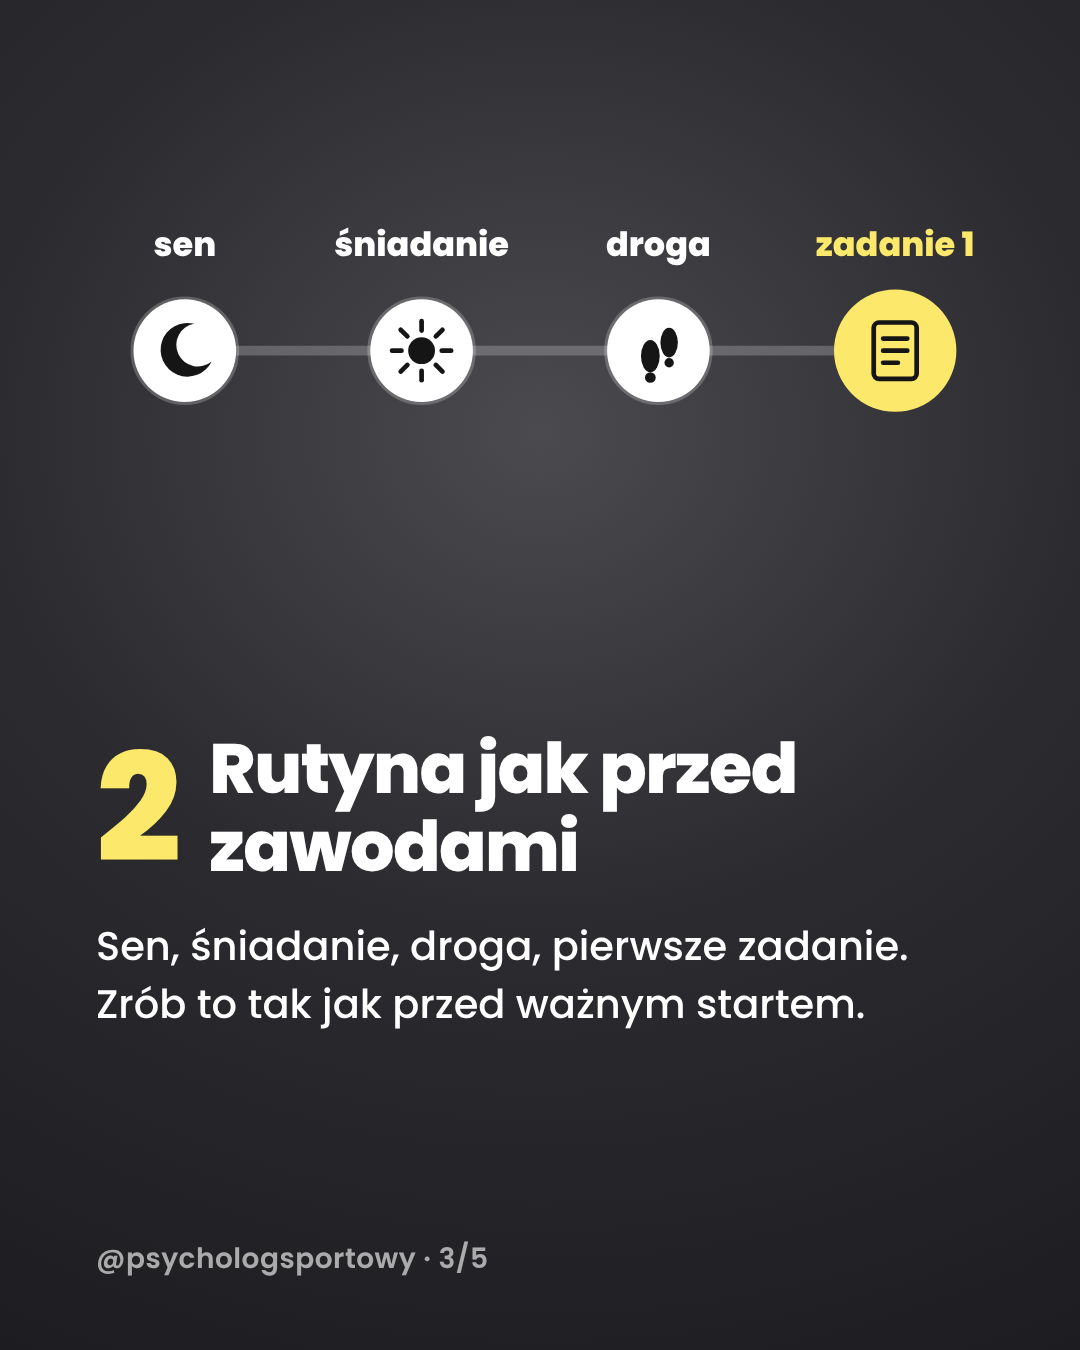 sen śniadanie droga zadanie 1
2 Rutyna jak przed
zawodami
Sen, śniadanie, droga, pierwsze zadanie.
Zrób to tak jak przed ważnym startem.
@psychologsportowy · 3/5